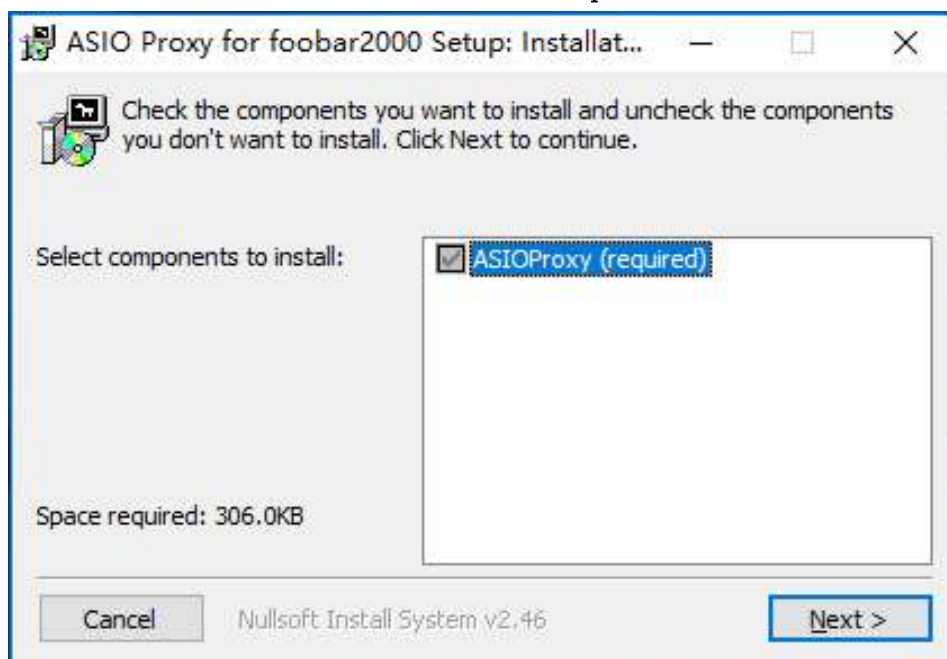 ASIO Proxy for foobar2000 Setup: Installat...
Check the components you want to install and uncheck the components
you don't want to install. Click Next to continue.
Select components to install:
ASIOProxy (required)
Space required: 306.0KB
Cancel
Nullsoft Install System v2.46
Next >